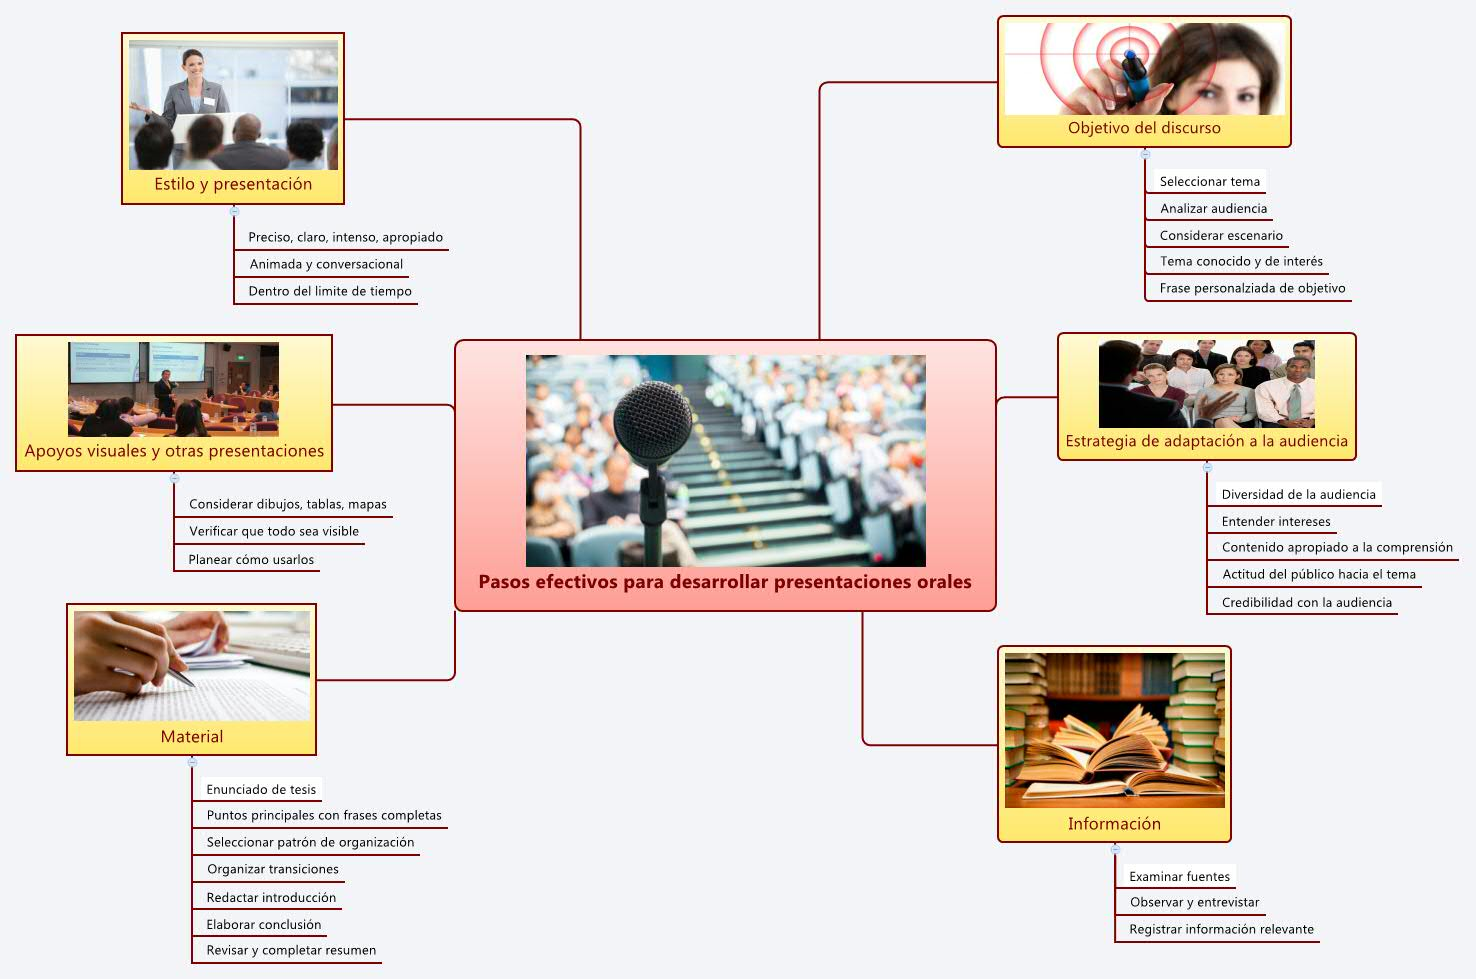 Pasos efectivos para desarrollar presentaciones orales
Objetivo del discurso
Seleccionar tema
Analizar audiencia
Considerar escenario
Tema conocido y de interés
Frase personalziada de objetivo
Estrategia de adaptación a la audiencia
Diversidad de la audiencia
Entender intereses
Contenido apropiado a la comprensión
Actitud del público hacia el tema
Credibilidad con la audiencia
Información
Examinar fuentes
Observar y entrevistar
Registrar información relevante
Estilo y presentación
Preciso, claro, intenso, apropiado
Animada y conversacional
Dentro del limite de tiempo
Apoyos visuales y otras presentaciones
Considerar dibujos, tablas, mapas
Verificar que todo sea visible
Planear cómo usarlos
Material
Enunciado de tesis
Puntos principales con frases completas
Seleccionar patrón de organización
Organizar transiciones
Redactar introducción
Elaborar conclusión
Revisar y completar resumen